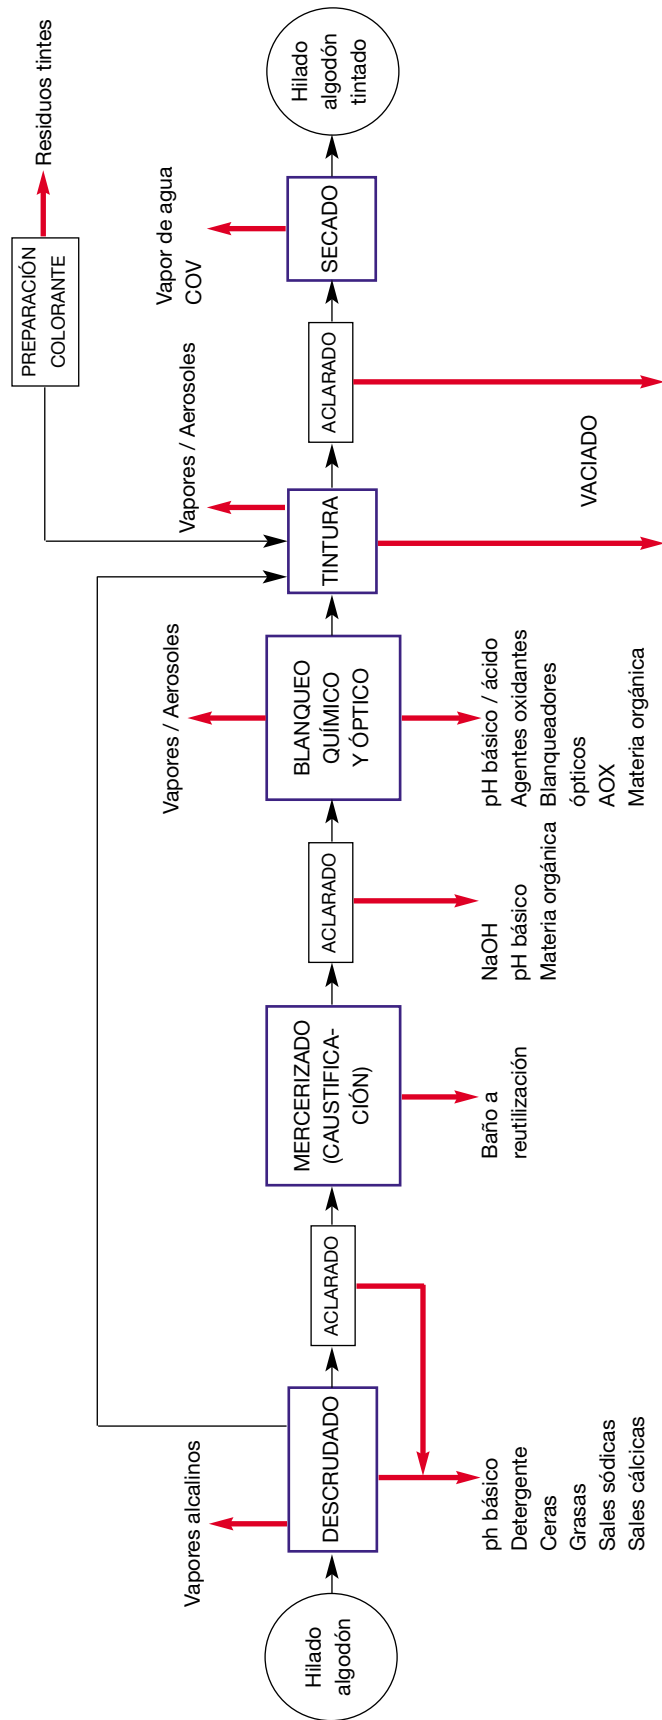 Hilado
algodón
Vapores alcalinos
DESCRUDADO
ph básico
Detergente
Ceras
Grasas
Sales sódicas
Sales cálcicas
ACLARADO
MERCERIZADO
(CAUSTIFICA-
CIÓN)
Baño a
reutilización
ACLARADO
NaOH
pH básico
Materia orgánica
Vapores / Aerosoles
BLANQUEO
QUÍMICO
Y ÓPTICO
pH básico / ácido
Agentes oxidantes
Blanqueadores
ópticos
AOX
Materia orgánica
Vapores / Aerosoles
TINTURA
PREPARACIÓN
COLORANTE
Residuos tintes
ACLARADO
VACIADO
Vapor de agua
COV
SECADO
Hilado
algodón
tintado